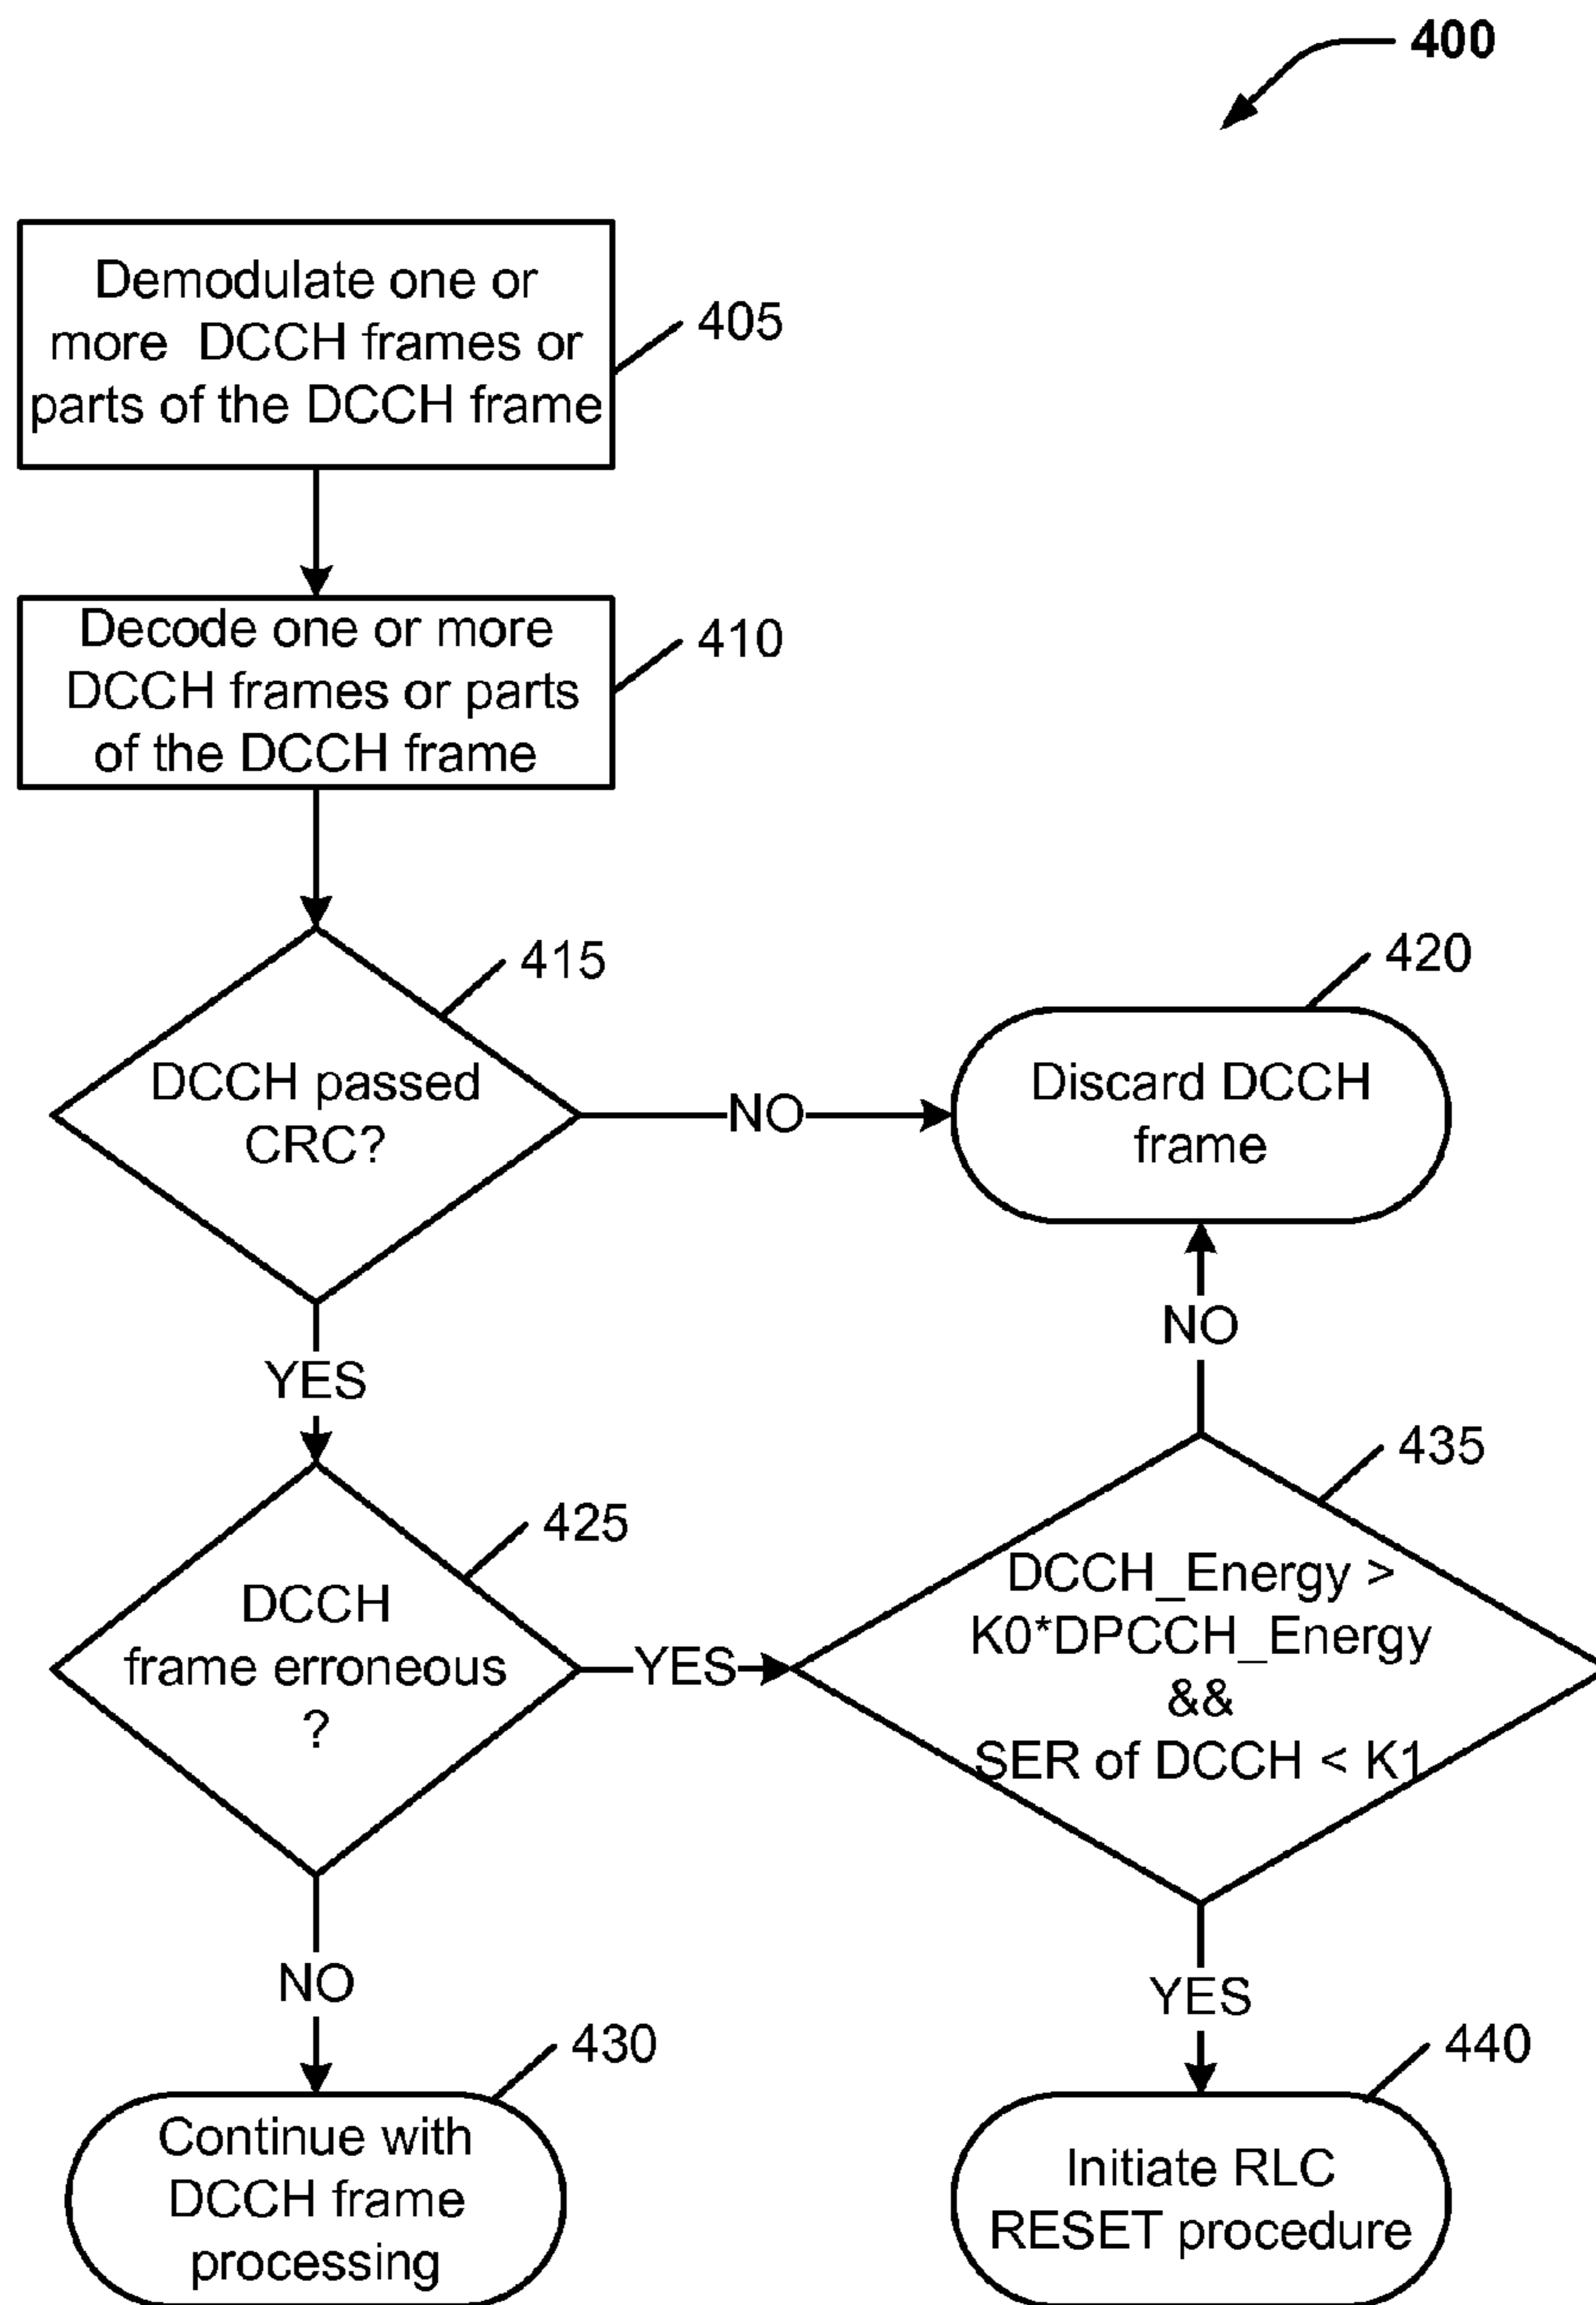 400
Demodulate one or
more DCCH frames or
parts of the DCCH frame
405
Decode one or more
DCCH frames or parts
of the DCCH frame
410
415
DCCH passed
CRC?
NO
420
Discard DCCH
frame
YES
NO
425
DCCH
frame erroneous
?
YES
435
DCCH_Energy >
K0*DPCCH_Energy
&&
SER of DCCH < K1
NO
YES
430
Continue with
DCCH frame
processing
440
Initiate RLC
RESET procedure